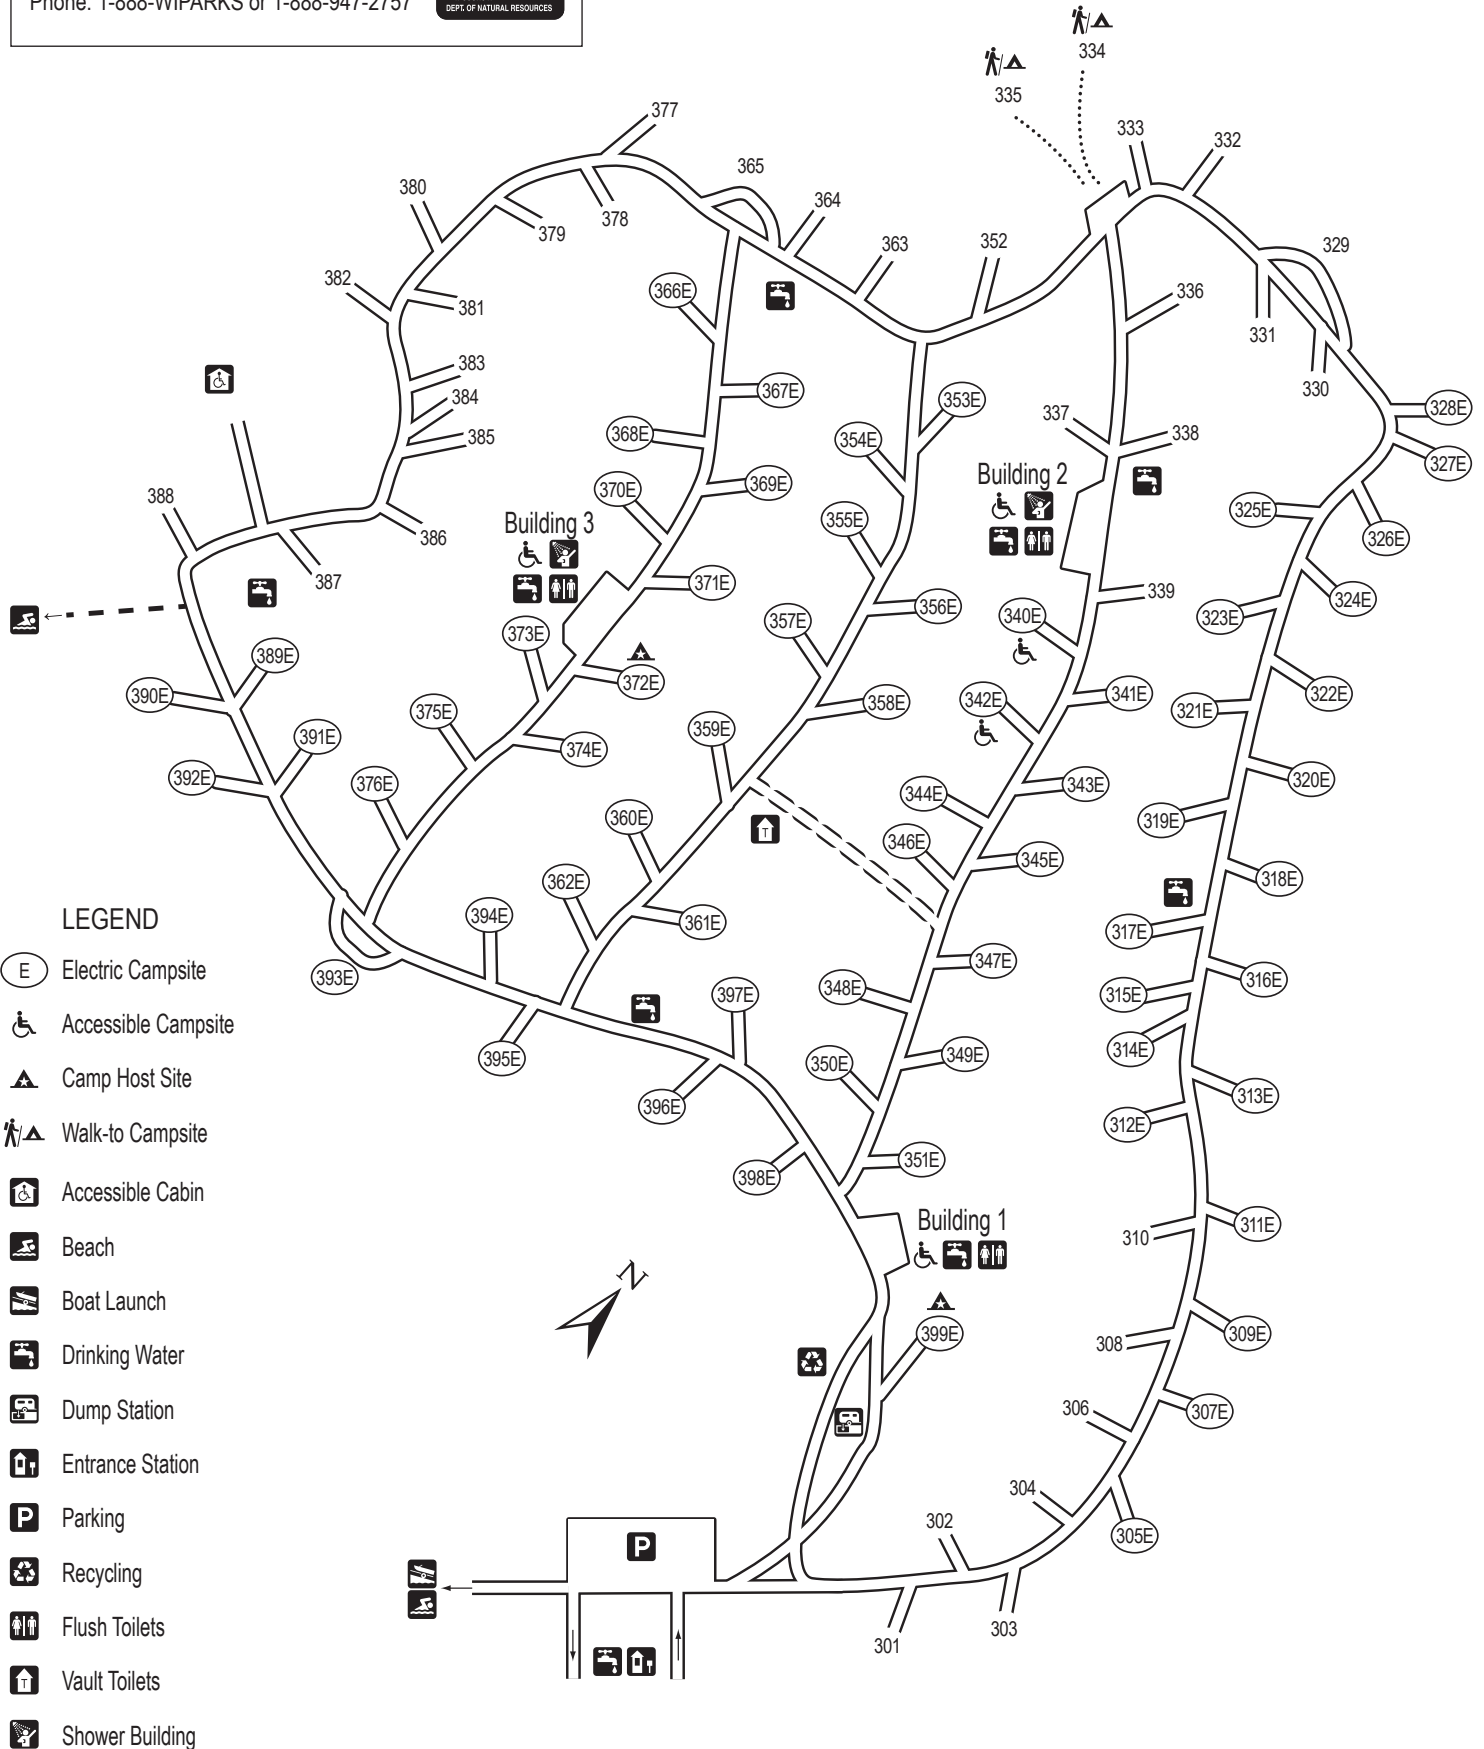 Phone: 1-888-WIPARKS or 1-888-947-2757
DEPT. OF NATURAL RESOURCES
334
335
377
333
332
365
380
364
378
379
363
352
329
382
381
366E
336
331
383
367E
330
384
353E
328E
385
368E
354E
337
338
327E
388
369E
Building 2
370E
325E
386
Building 3
355E
326E
387
371E
339
324E
356E
340E
323E
373E
357E
389E
372E
390E
341E
322E
358E
342E
321E
375E
359E
391E
374E
392E
376E
343E
320E
344E
360E
319E
346E
345E
T
362E
318E
LEGEND
394E
361E
317E
E Electric Campsite
393E
347E
316E
348E
397E
315E
Accessible Campsite
395E
314E
349E
350E
Camp Host Site
396E
313E
312E
Walk-to Campsite
398E
351E
Accessible Cabin
Building 1
311E
310
Beach
N
Boat Launch
399E
309E
308
Drinking Water
Dump Station
306
307E
Entrance Station
304
P Parking
302
305E
P
Recycling
Flush Toilets
301
303
T Vault Toilets
Shower Building